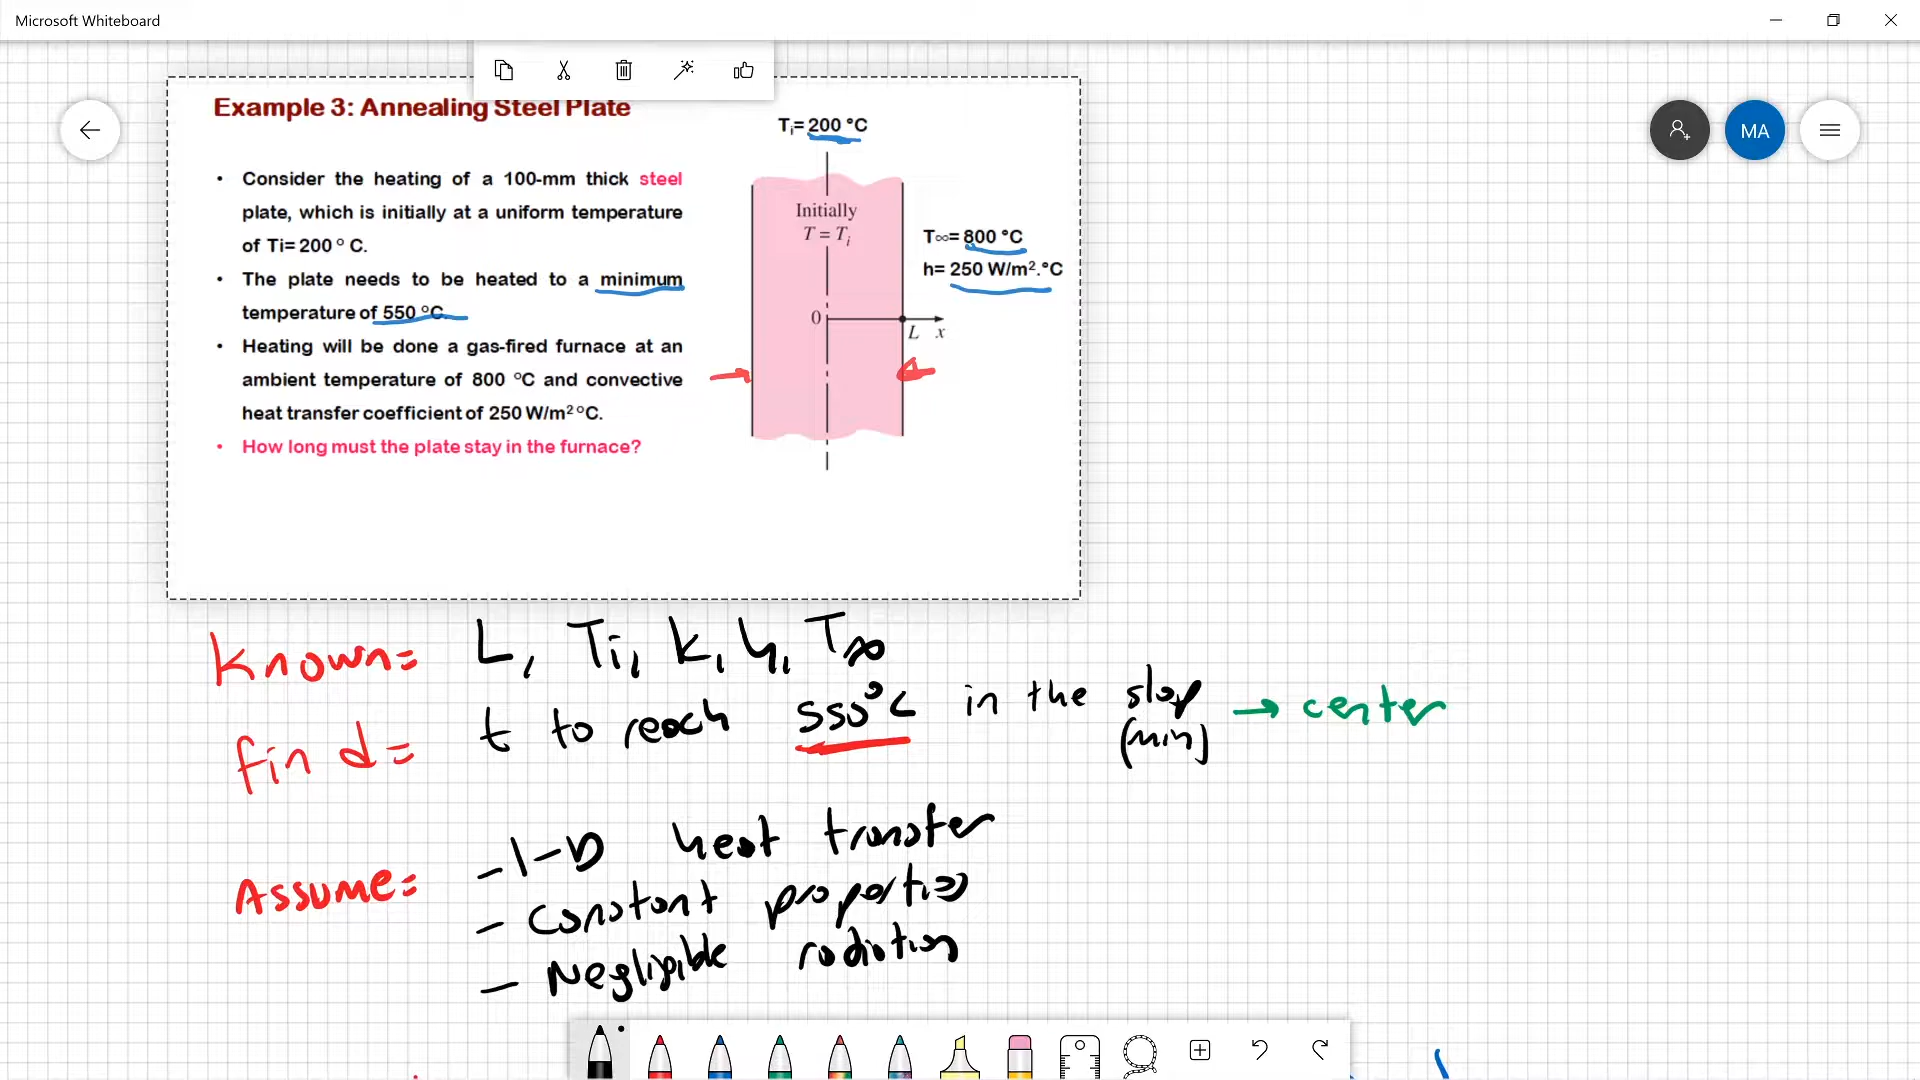 Microsoft Whiteboard
Example 3: Annealing Steel Plate
• Consider the heating of a 100-mm thick steel
plate, which is initially at a uniform temperature
of Ti= 200 ° C.
• The plate needs to be heated to a minimum
temperature of 550 °C.
• Heating will be done a gas-fired furnace at an
ambient temperature of 800 °C and convective
heat transfer coefficient of 250 W/m² °C.
• How long must the plate stay in the furnace?
Ti= 200 °C
Initially
T = Ti
T∞= 800 °C
h= 250 W/m².°C
0
L x
MA
Known= L, Ti, k, h, T∞
find= t to reach 550°C in the slap → center
(min)
Assume= - 1-D heat transfer
- Constant properties
- Negligible radiation